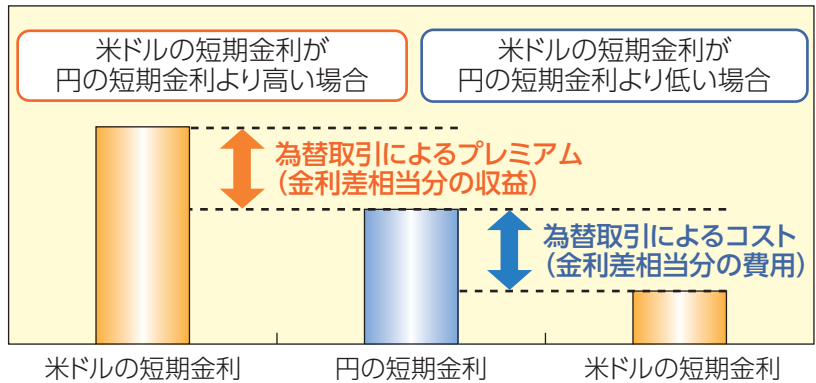 米ドルの短期金利が
円の短期金利より高い場合
米ドルの短期金利が
円の短期金利より低い場合
為替取引によるプレミアム
(金利差相当分の収益)
為替取引によるコスト
(金利差相当分の費用)
米ドルの短期金利
円の短期金利
米ドルの短期金利